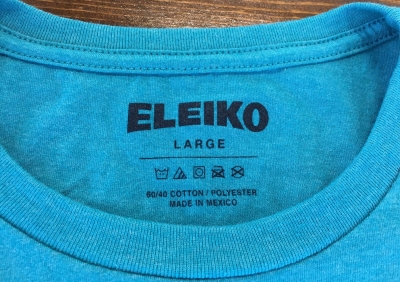 ELEIKO
LARGE
60/40 COTTON / POLYESTER
MADE IN MEXICO